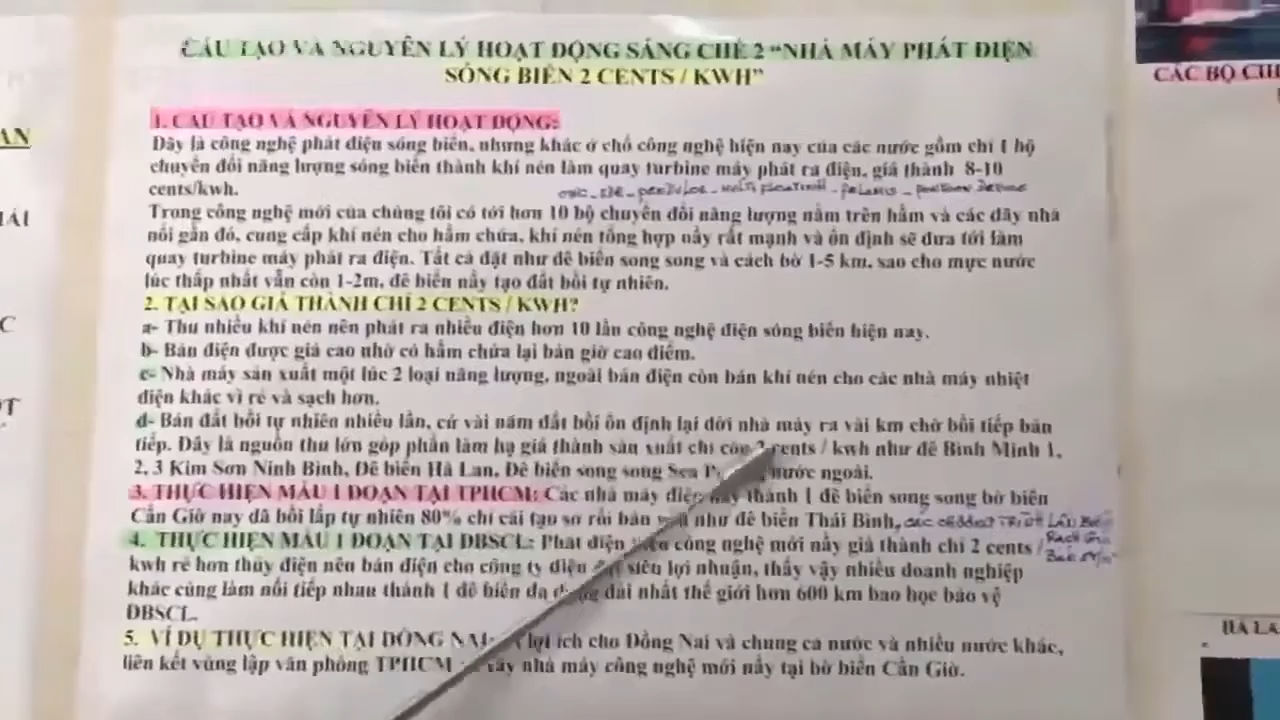 CẤU TẠO VÀ NGUYÊN LÝ HOẠT ĐỘNG SÁNG CHẾ 2 “NHÀ MÁY PHÁT ĐIỆN
SÓNG BIỂN 2 CENTS / KWH”
1. CẤU TẠO VÀ NGUYÊN LÝ HOẠT ĐỘNG:
Đây là công nghệ phát điện sóng biển, nhưng khác ở chổ công nghệ hiện nay của các nước gồm chỉ 1 bộ
chuyển đổi năng lượng sóng biển thành khí nén làm quay turbine máy phát ra điện, giá thành 8-10
cents/kwh.
Trong công nghệ mới của chúng tôi có tới hơn 10 bộ chuyển đổi năng lượng nằm trên hầm và các dãy nhà
nổi gần đó, cung cấp khí nén cho hầm chứa, khí nén tổng hợp nầy rất mạnh và ổn định sẽ đưa tới làm
quay turbine máy phát ra điện. Tất cả đặt như đê biển song song và cách bờ 1-5 km, sao cho mực nước
lúc thấp nhất vẫn còn 1-2m, đê biển nầy tạo đất bồi tự nhiên.
2. TẠI SAO GIÁ THÀNH CHỈ 2 CENTS / KWH?
a- Thu nhiều khí nén nên phát ra nhiều điện hơn 10 lần công nghệ điện sóng biển hiện nay.
b- Bán điện được giá cao nhờ có hầm chứa lại bán giờ cao điểm.
c- Nhà máy sản xuất một lúc 2 loại năng lượng, ngoài bán điện còn bán khí nén cho các nhà máy nhiệt
điện khác vì rẻ và sạch hơn.
d- Bán đất bồi tự nhiên nhiều lần, cứ vài năm đất bồi ổn định lại dời nhà máy ra vài km chờ bồi tiếp bán
tiếp. Đây là nguồn thu lớn góp phần làm hạ giá thành sản xuất chỉ còn 2 cents / kwh như đê Bình Minh 1,
2, 3 Kim Sơn Ninh Bình, Đê biển Hà Lan, Đê biển song song Sea nước ngoài.
3. THỰC HIỆN MẪU 1 ĐOẠN TẠI TPHCM: Các nhà máy điện nầy thành 1 đê biển song song bờ biển
Cần Giờ nay đã bồi lắp tự nhiên 80% chỉ cải tạo sơ rồi bán như đê biển Thái Bình,
4. THỰC HIỆN MẪU 1 ĐOẠN TẠI ĐBSCL: Phát điện công nghệ mới nầy giá thành chỉ 2 cents /
kwh rẻ hơn thủy điện nên bán điện cho công ty điện siêu lợi nhuận, thấy vậy nhiều doanh nghiệp
khác cùng làm nối tiếp nhau thành 1 đê biển đa dài nhất thế giới hơn 600 km bao bọc bảo vệ
ĐBSCL.
5. VÍ DỤ THỰC HIỆN TẠI ĐỒNG NAI: lợi ích cho Đồng Nai và chung cả nước và nhiều nước khác,
liên kết vùng lập văn phòng TPHCM nhà máy công nghệ mới nầy tại bờ biển Cần Giờ.
AN
C
CÁC BỘ
HÀ LA